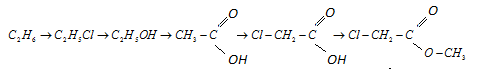 O O O
C₂H₆ → C₂H₅Cl → C₂H₅OH → CH₃ – C → Cl– CH₂ – C → Cl– CH₂ – C
OH OH O – CH₃
.